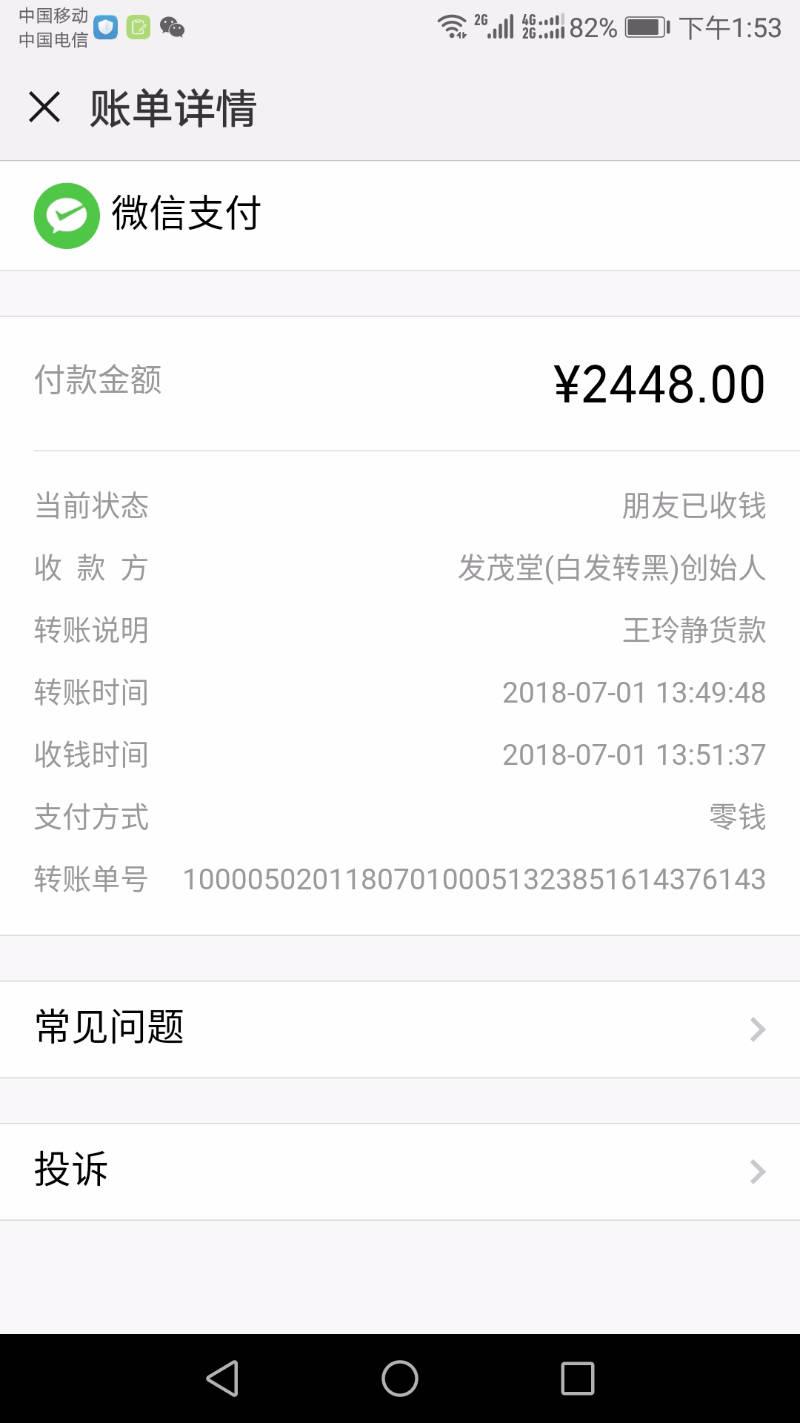 中国移动
中国电信
2G 4G 2G 82% 下午1:53
账单详情
微信支付
付款金额 ¥2448.00
当前状态 朋友已收钱
收款方 发茂堂(白发转黑)创始人
转账说明 王玲静货款
转账时间 2018-07-01 13:49:48
收钱时间 2018-07-01 13:51:37
支付方式 零钱
转账单号 100005020118070100051323851614376143
常见问题
投诉